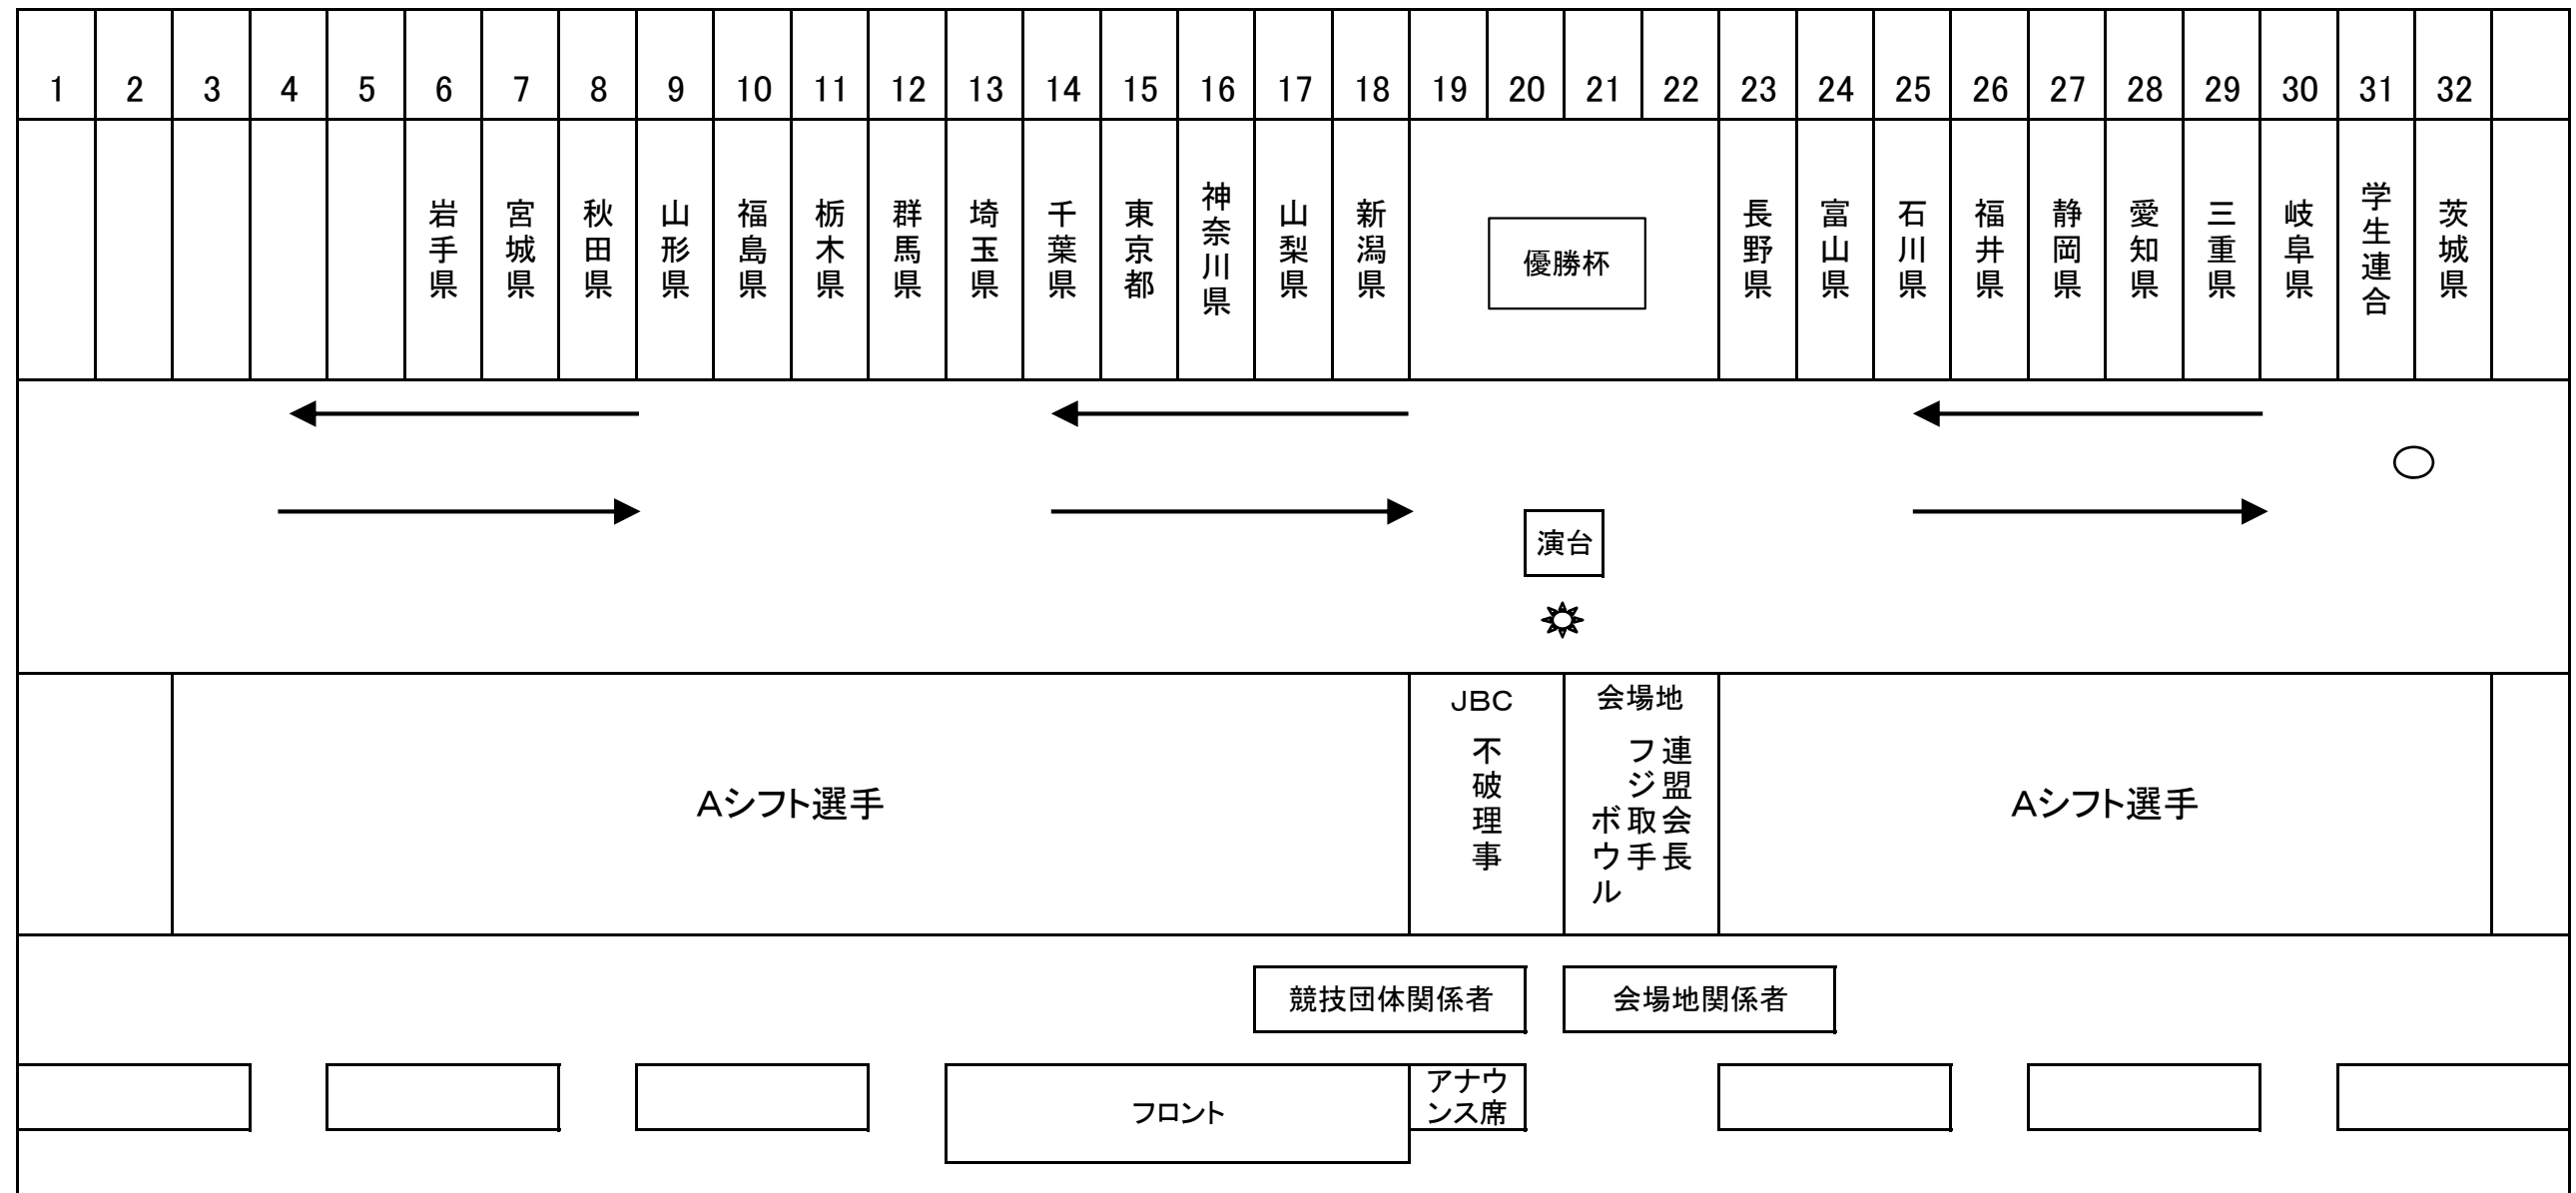 1 2 3 4 5 6 7 8 9 10 11 12 13 14 15 16 17 18 19 20 21 22 23 24 25 26 27 28 29 30 31 32
岩手県
宮城県
秋田県
山形県
福島県
栃木県
群馬県
埼玉県
千葉県
東京都
神奈川県
山梨県
新潟県
優勝杯
長野県
富山県
石川県
福井県
静岡県
愛知県
三重県
岐阜県
学生連合
茨城県
演台
Aシフト選手
JBC
不破理事
会場地
連盟会長
フジ取手
ボウル
Aシフト選手
競技団体関係者
会場地関係者
フロント
アナウ
ンス席